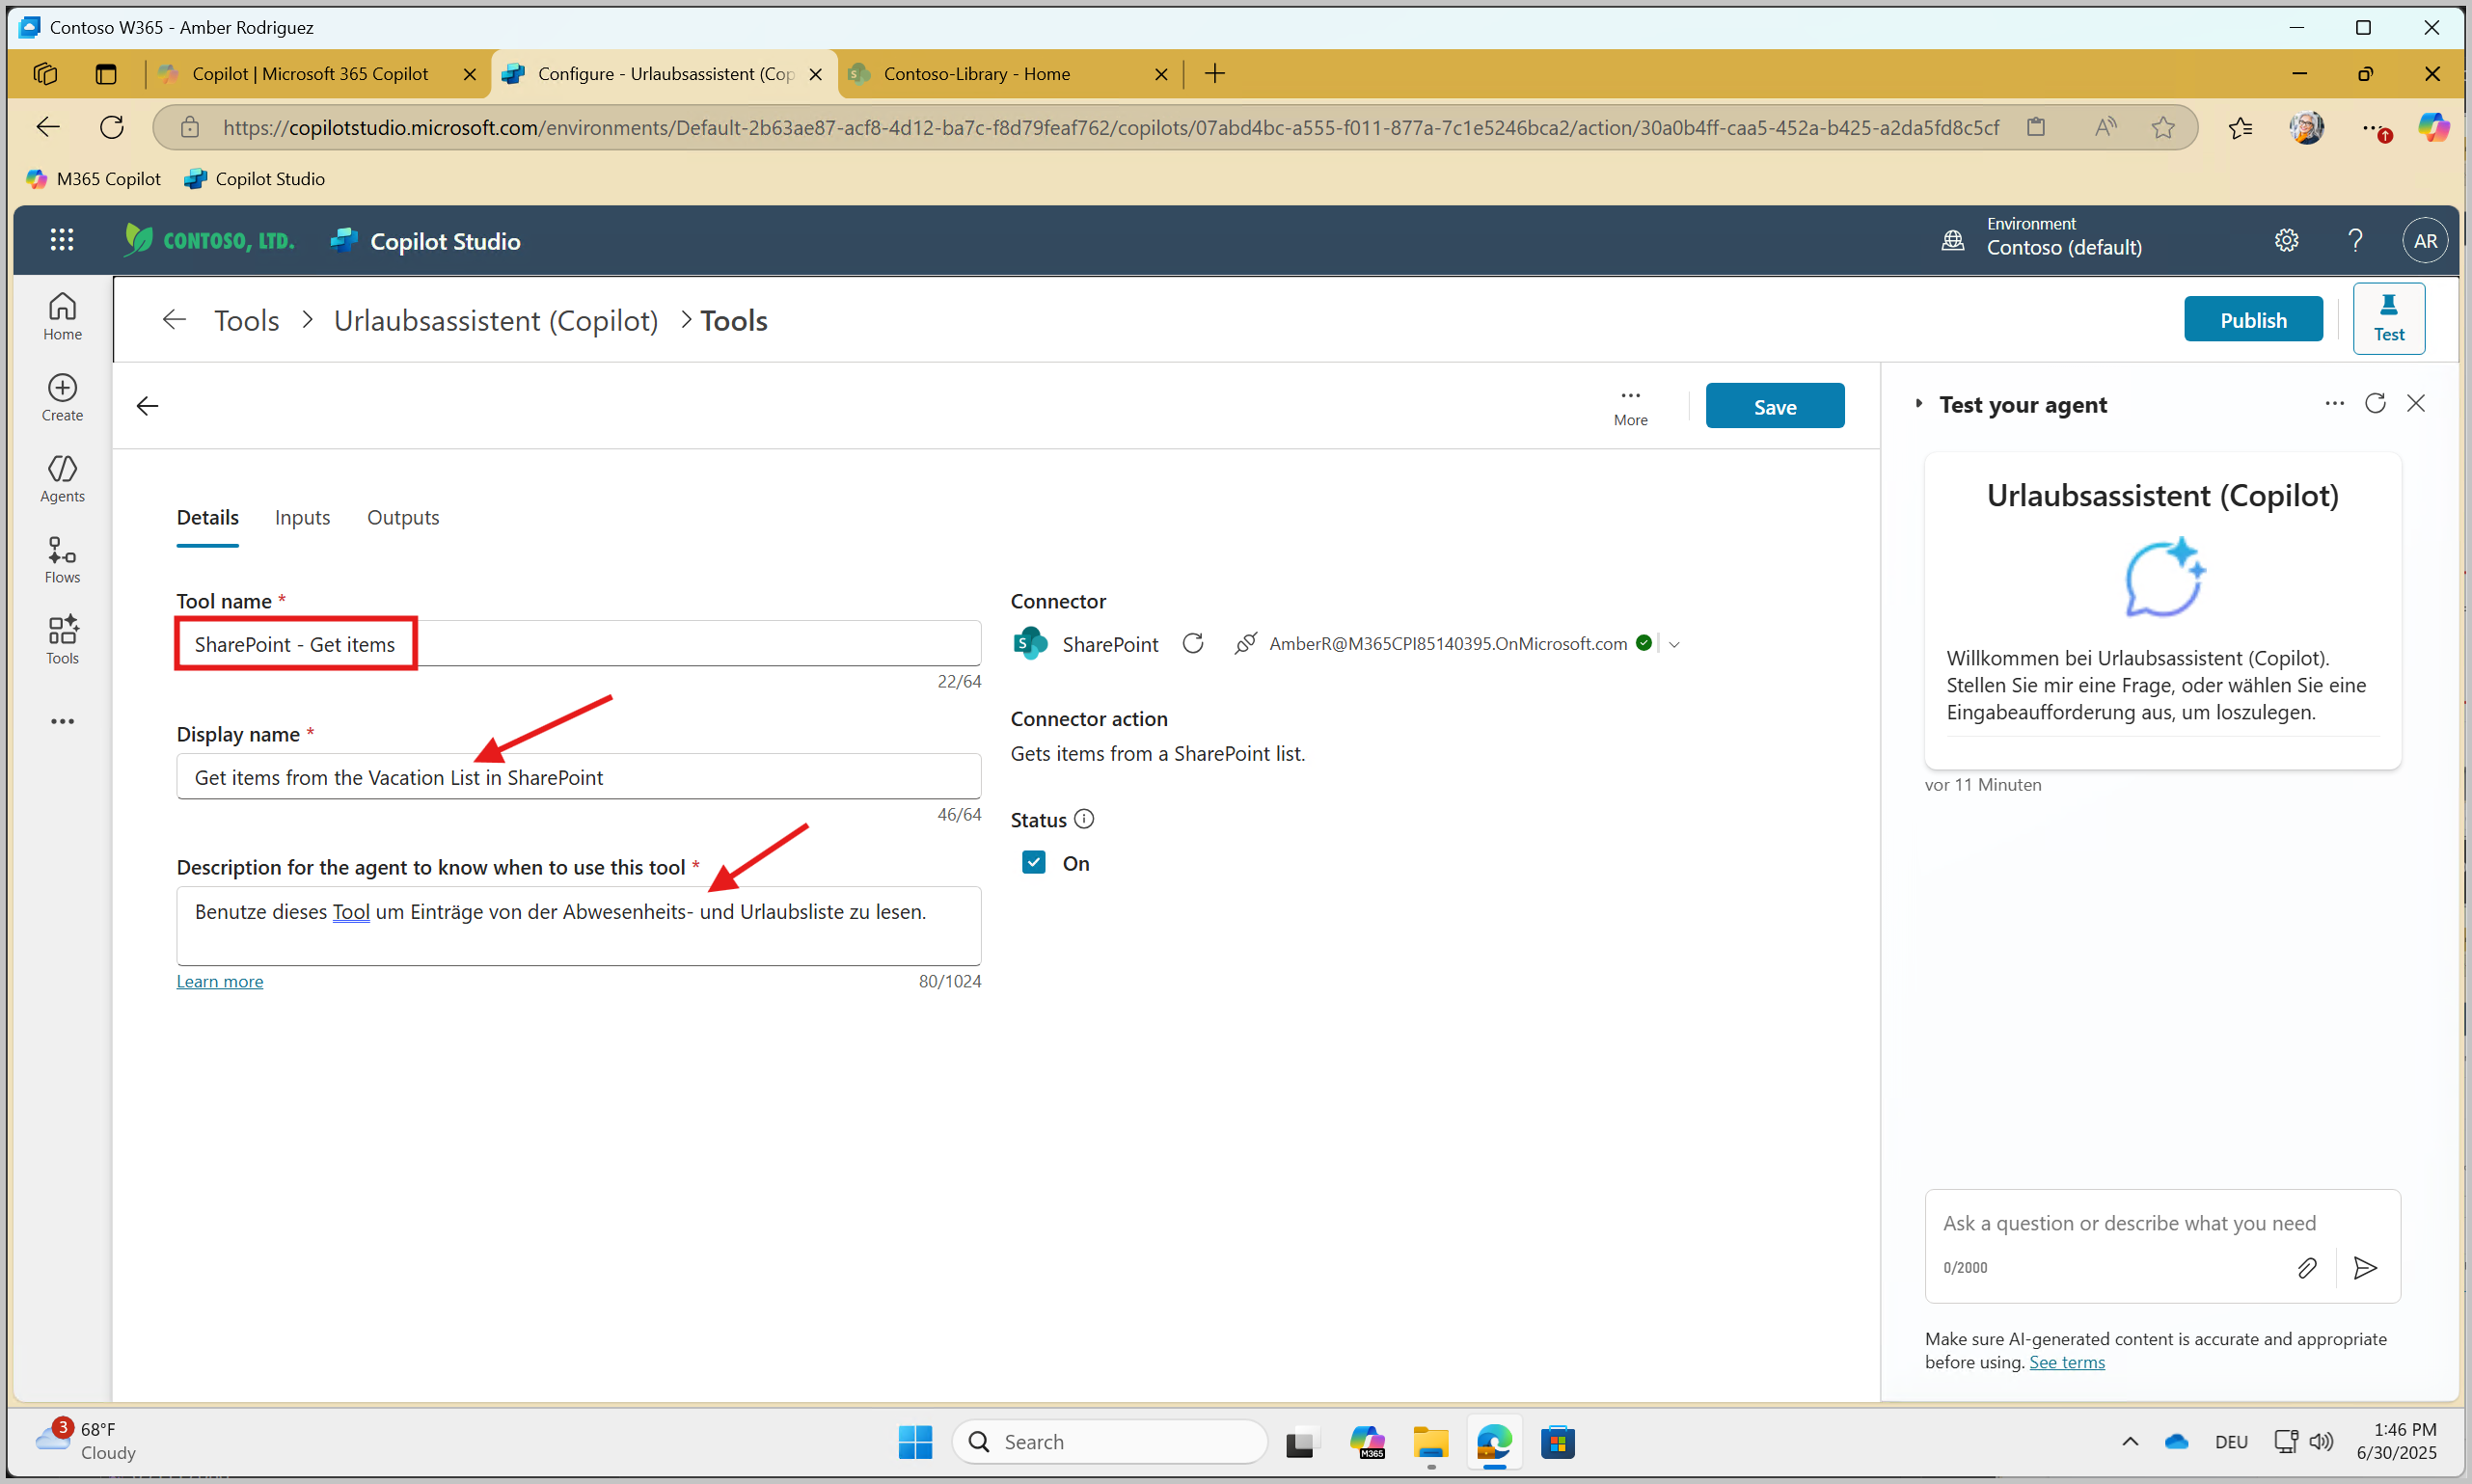 Contoso W365 - Amber Rodriguez
Copilot | Microsoft 365 Copilot
Configure - Urlaubsassistent (Cop
Contoso-Library - Home
https://copilotstudio.microsoft.com/environments/Default-2b63ae87-acf8-4d12-ba7c-f8d79feaf762/copilots/07abd4bc-a555-f011-877a-7c1e5246bca2/action/30a0b4ff-caa5-452a-b425-a2da5fd8c5cf
M365 Copilot
Copilot Studio
CONTOSO, LTD.
Copilot Studio
Environment
Contoso (default)
AR
Home
Create
Agents
Flows
Tools
Tools > Urlaubsassistent (Copilot) > Tools
Publish
Test
More
Save
Details
Inputs
Outputs
Tool name *
SharePoint - Get items
22/64
Display name *
Get items from the Vacation List in SharePoint
46/64
Description for the agent to know when to use this tool *
Benutze dieses Tool um Einträge von der Abwesenheits- und Urlaubsliste zu lesen.
Learn more
80/1024
Connector
SharePoint
AmberR@M365CPI85140395.OnMicrosoft.com
Connector action
Gets items from a SharePoint list.
Status
On
Test your agent
Urlaubsassistent (Copilot)
Willkommen bei Urlaubsassistent (Copilot).
Stellen Sie mir eine Frage, oder wählen Sie eine
Eingabeaufforderung aus, um loszulegen.
vor 11 Minuten
Ask a question or describe what you need
0/2000
Make sure AI-generated content is accurate and appropriate
before using. See terms
3
68°F
Cloudy
Search
M365
DEU
1:46 PM
6/30/2025